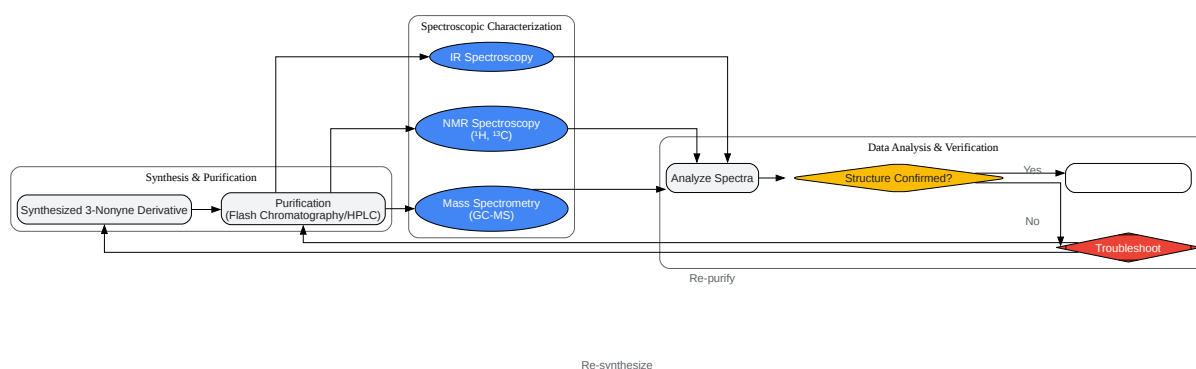 Spectroscopic Characterization
IR Spectroscopy
NMR Spectroscopy
(¹H, ¹³C)
Mass Spectrometry
(GC-MS)
Synthesis & Purification
Synthesized 3-Nonyne Derivative
Purification
(Flash Chromatography/HPLC)
Data Analysis & Verification
Analyze Spectra
Structure Confirmed?
Yes
No
Troubleshoot
Re-purify
Re-synthesize